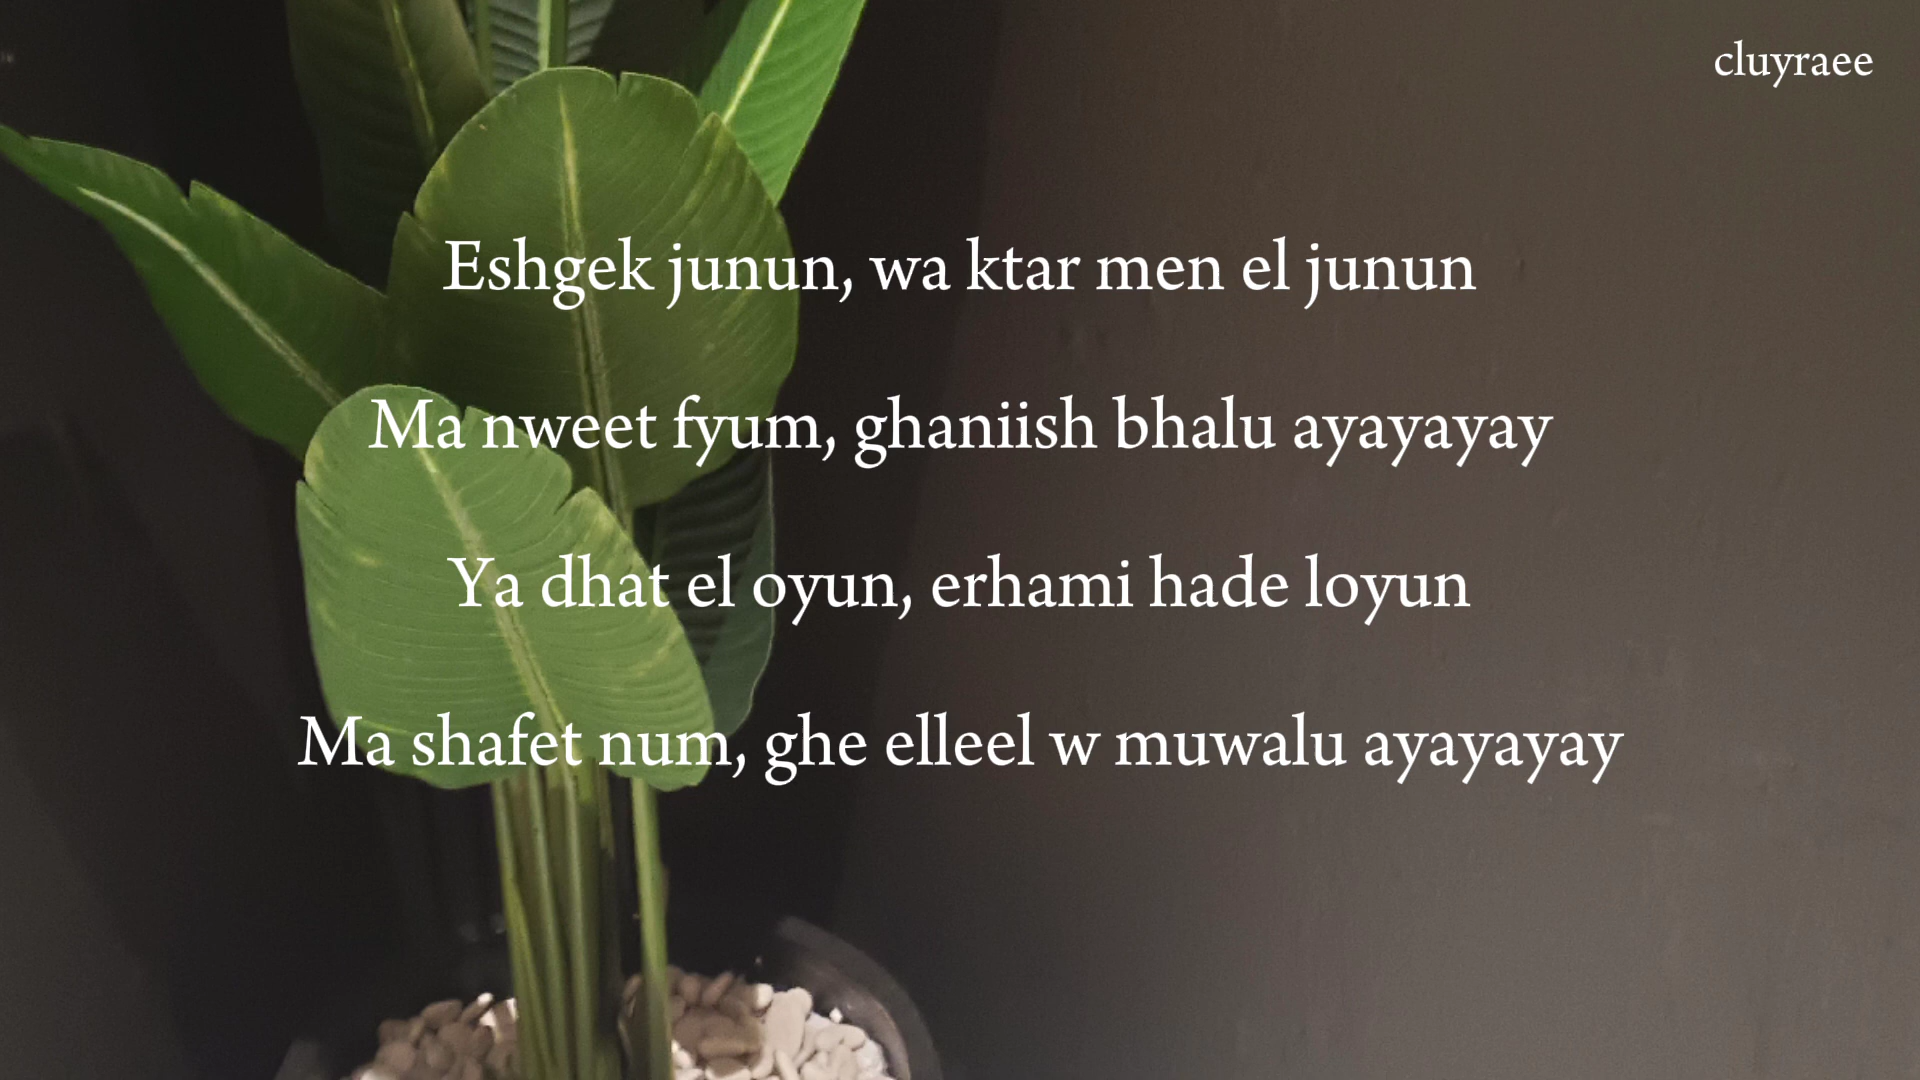 cluyraee
Eshgek junun, wa ktar men el junun
Ma nweet fyum, ghaniish bhalu ayayayay
Ya dhat el oyun, erhami hade loyun
Ma shafet num, ghe elleel w muwalu ayayayay